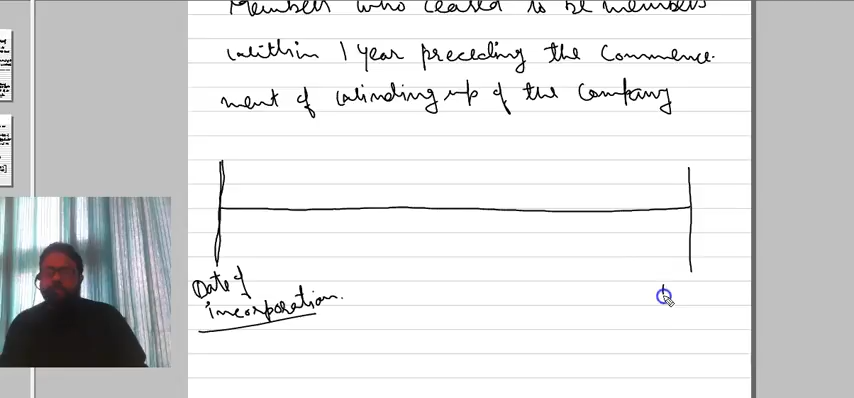 Members who ceased to be members
within 1 year preceding the Commence-
ment of winding up of the Company
Date of
incorporation.